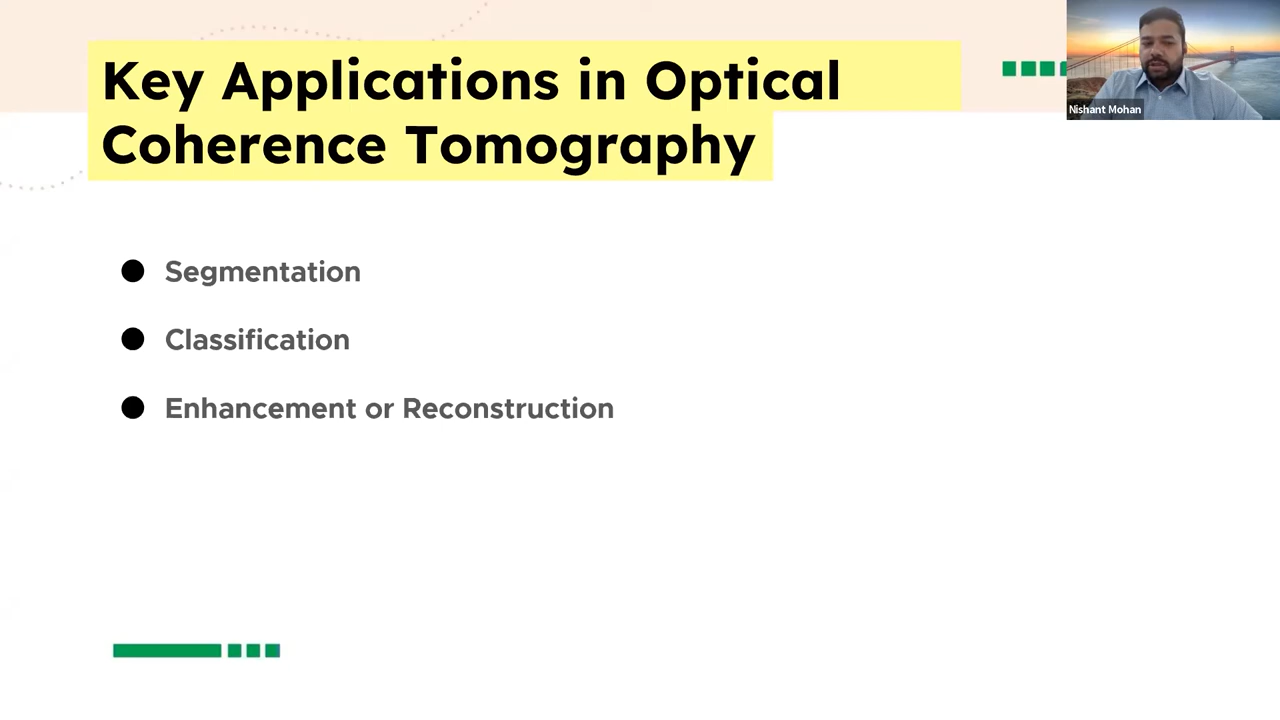 Key Applications in Optical
Coherence Tomography
Nishant Mohan
Segmentation
Classification
Enhancement or Reconstruction